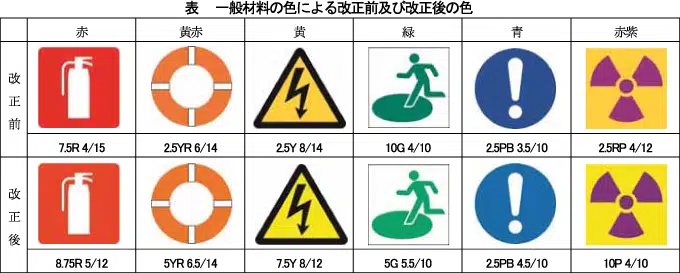 表　一般材料の色による改正前及び改正後の色
赤 黄赤 黄 緑 青 赤紫
改正前
7.5R 4/15 2.5YR 6/14 2.5Y 8/14 10G 4/10 2.5PB 3.5/10 2.5RP 4/12
改正後
8.75R 5/12 5YR 6.5/14 7.5Y 8/12 5G 5.5/10 2.5PB 4.5/10 10P 4/10